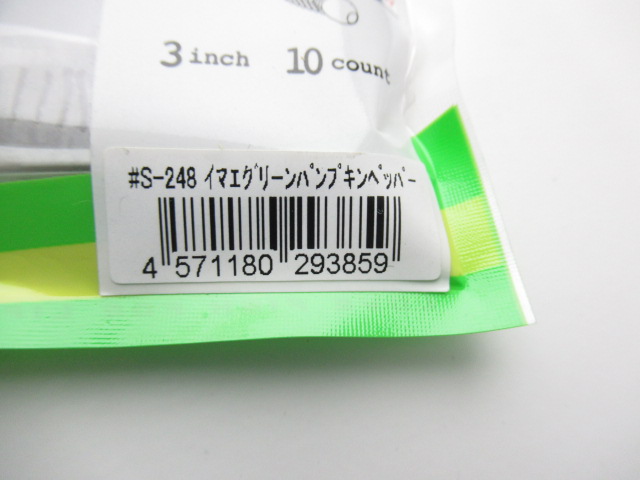 3 inch 10 count
#S-248 ｲﾏｴｸﾞﾘｰﾝﾊﾟﾝﾌﾟｷﾝﾍﾟｯﾊﾟｰ
4 571180 293859